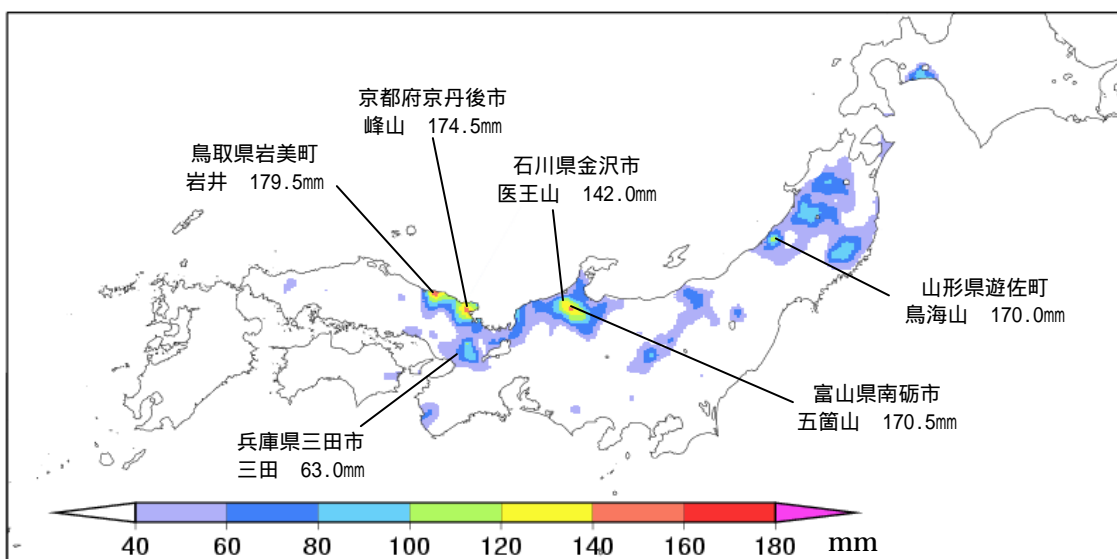 京都府京丹後市
峰山　174.5㎜
鳥取県岩美町
岩井　179.5㎜
石川県金沢市
医王山　142.0㎜
山形県遊佐町
鳥海山　170.0㎜
富山県南砺市
五箇山　170.5㎜
兵庫県三田市
三田　63.0㎜
40 60 80 100 120 140 160 180 mm